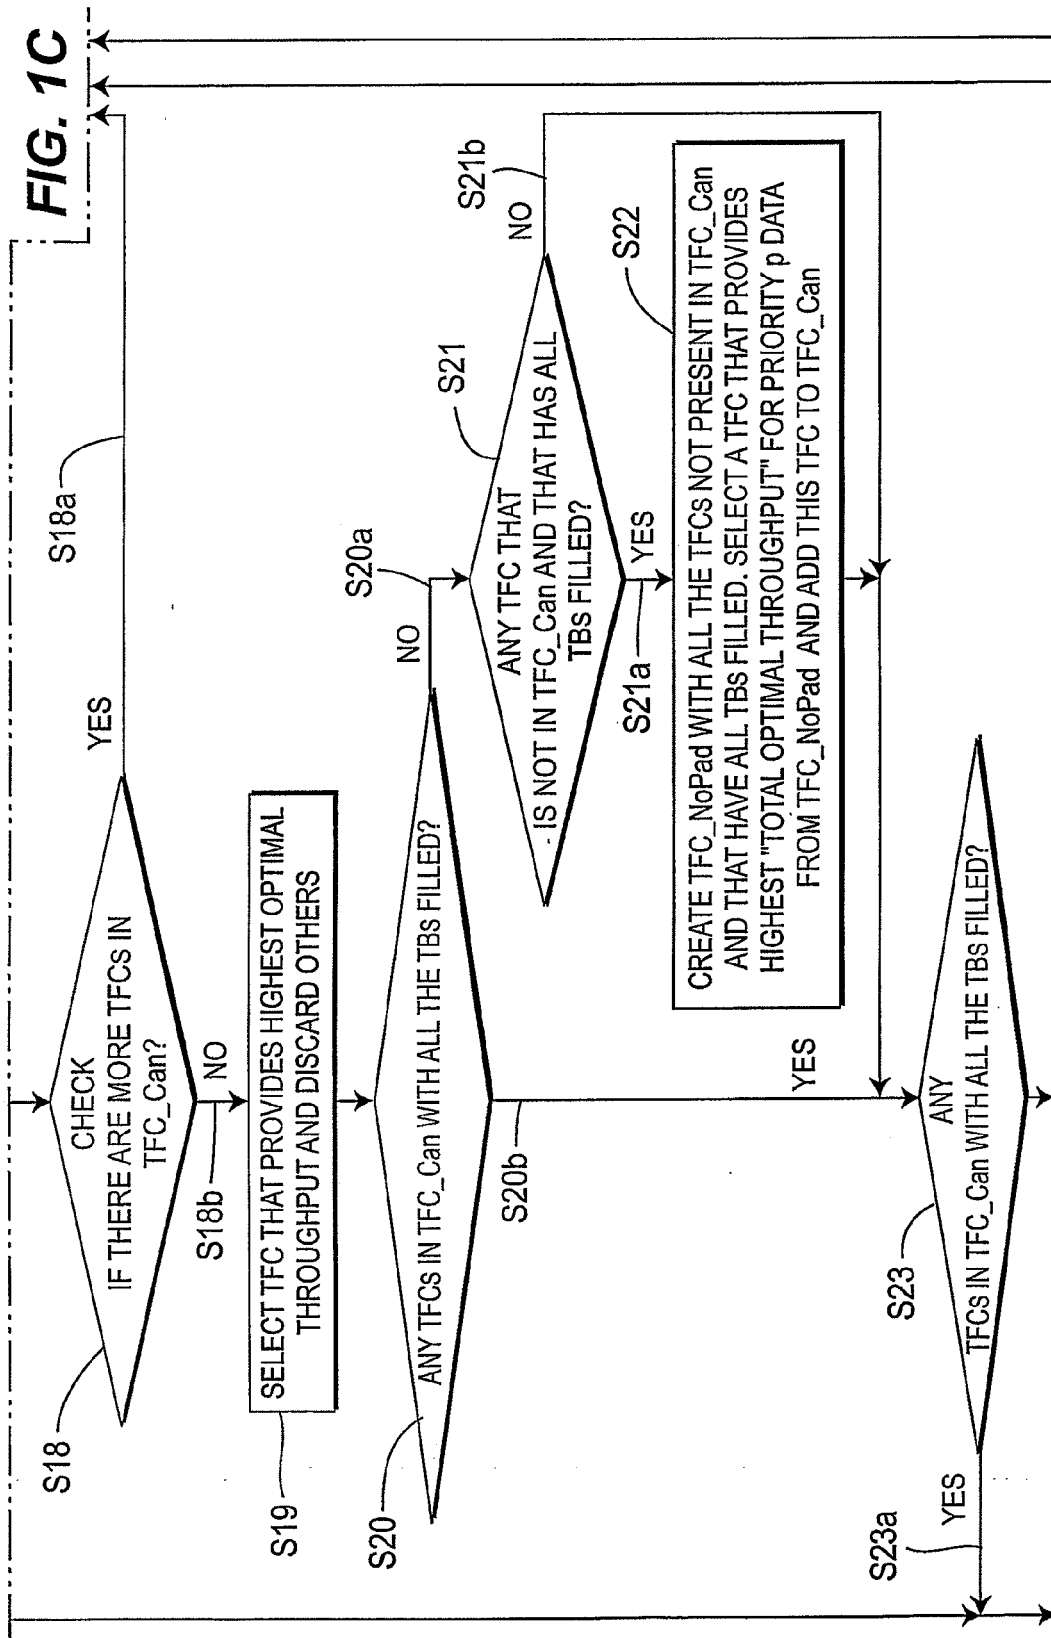 FIG. 1C
S18
CHECK
IF THERE ARE MORE TFCs IN
TFC_Can?
YES
S18a
NO
S18b
S19
SELECT TFC THAT PROVIDES HIGHEST OPTIMAL
THROUGHPUT AND DISCARD OTHERS
S20
ANY TFCs IN TFC_Can WITH ALL THE TBs FILLED?
NO
S20a
S20b
YES
S21
ANY TFC THAT
IS NOT IN TFC_Can AND THAT HAS ALL
TBs FILLED?
NO
S21b
S21a
YES
S22
CREATE TFC_NoPad WITH ALL THE TFCs NOT PRESENT IN TFC_Can
AND THAT HAVE ALL TBs FILLED. SELECT A TFC THAT PROVIDES
HIGHEST "TOTAL OPTIMAL THROUGHPUT" FOR PRIORITY p DATA
FROM TFC_NoPad AND ADD THIS TFC TO TFC_Can
S23
ANY
TFCs IN TFC_Can WITH ALL THE TBs FILLED?
YES
S23a